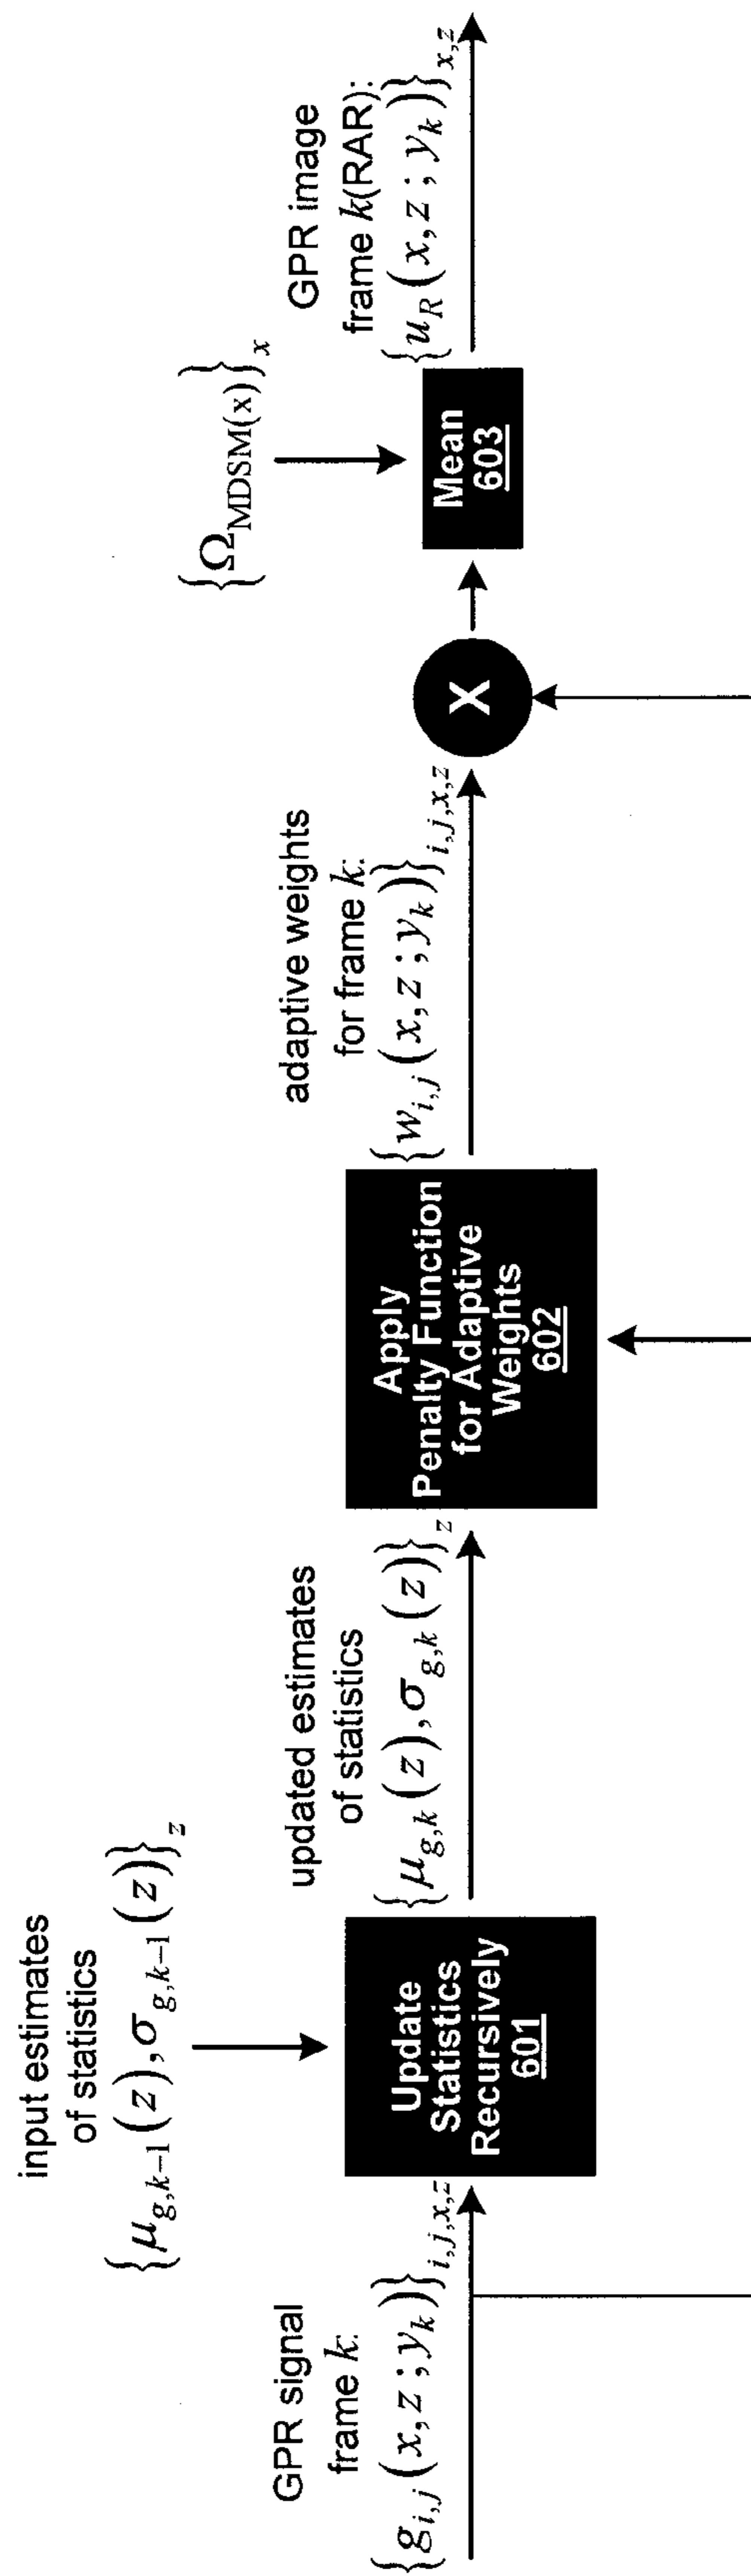 GPR signal
frame k:
{g_{i,j}(x, z ; y_k)}_{i,j,x,z}
input estimates
of statistics
{μ_{g,k−1}(z), σ_{g,k−1}(z)}_z
Update
Statistics
Recursively
601
updated estimates
of statistics
{μ_{g,k}(z), σ_{g,k}(z)}_z
Apply
Penalty Function
for Adaptive
Weights
602
adaptive weights
for frame k:
{w_{i,j}(x, z ; y_k)}_{i,j,x,z}
X
{Ω_{MDSM(x)}}_x
Mean
603
GPR image
frame k(RAR):
{u_R(x, z ; y_k)}_{x,z}